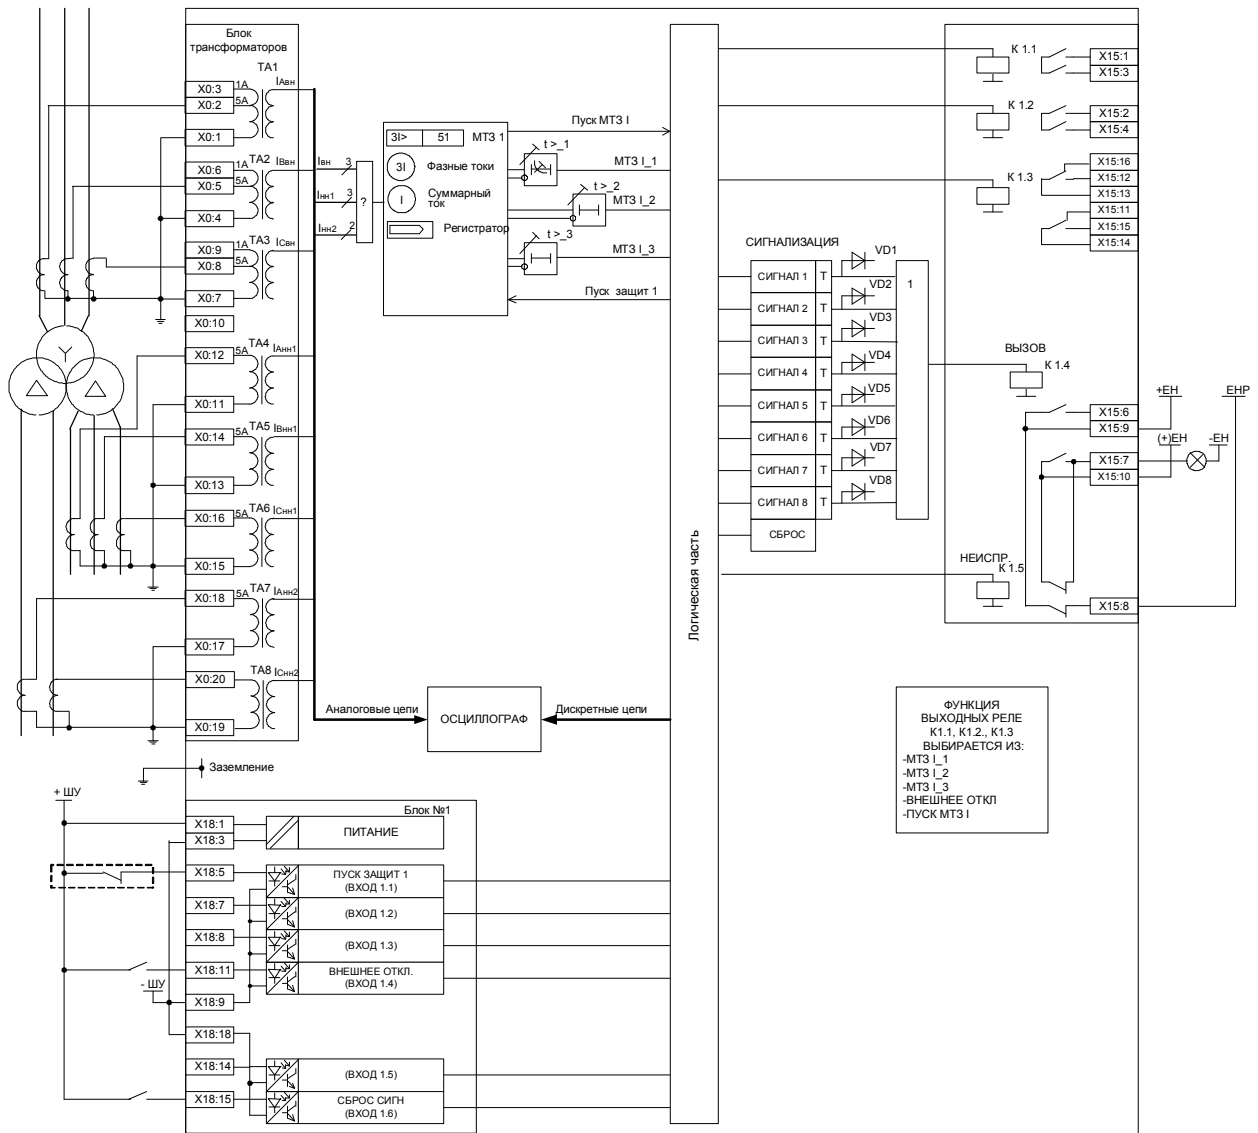 Блок
трансформаторов
TA1
X0:3 1A IАвн
X0:2 5A
X0:1
TA2
X0:6 1A IВвн
X0:5 5A
X0:4
TA3
X0:9 1A IСвн
X0:8 5A
X0:7
X0:10
TA4
X0:12 5A IАнн1
X0:11
TA5
X0:14 5A IВнн1
X0:13
TA6
X0:16 5A IСнн1
X0:15
TA7
X0:18 5A IАнн2
X0:17
TA8
X0:20 IСнн2
X0:19
Iвн 3
Iнн1 3
Iнн2 2
?
3I> 51 МТЗ 1
3I Фазные токи
I Суммарный
ток
Регистратор
Пуск МТЗ I
t >_1
МТЗ I_1
t >_2
МТЗ I_2
t >_3
МТЗ I_3
Пуск защит 1
Аналоговые цепи
ОСЦИЛЛОГРАФ
Дискретные цепи
Логическая часть
СИГНАЛИЗАЦИЯ
СИГНАЛ 1 T VD1
СИГНАЛ 2 T VD2
СИГНАЛ 3 T VD3
СИГНАЛ 4 T VD4
СИГНАЛ 5 T VD5
СИГНАЛ 6 T VD6
СИГНАЛ 7 T VD7
СИГНАЛ 8 T VD8
СБРОС
1
К 1.1
X15:1
X15:3
К 1.2
X15:2
X15:4
К 1.3
X15:16
X15:12
X15:13
X15:11
X15:15
X15:14
ВЫЗОВ
К 1.4
+ЕН
ЕНР
X15:6
X15:9
(+)ЕН
-ЕН
X15:7
X15:10
НЕИСПР.
К 1.5
X15:8
ФУНКЦИЯ
ВЫХОДНЫХ РЕЛЕ
К1.1, К1.2., К1.3
ВЫБИРАЕТСЯ ИЗ:
-МТЗ I_1
-МТЗ I_2
-МТЗ I_3
-ВНЕШНЕЕ ОТКЛ
-ПУСК МТЗ I
Заземление
+ ШУ
Блок №1
X18:1
X18:3
ПИТАНИЕ
X18:5
ПУСК ЗАЩИТ 1
(ВХОД 1.1)
X18:7
(ВХОД 1.2)
X18:8
(ВХОД 1.3)
X18:11
ВНЕШНЕЕ ОТКЛ.
(ВХОД 1.4)
- ШУ
X18:9
X18:18
X18:14
(ВХОД 1.5)
X18:15
СБРОС СИГН
(ВХОД 1.6)